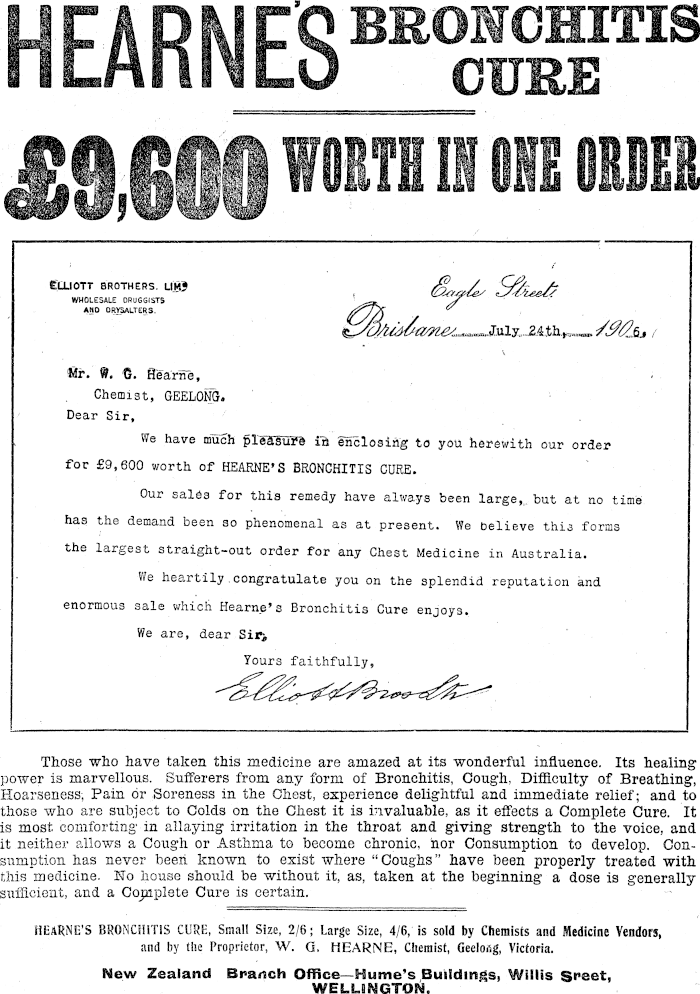 HEARNE'S BRONCHITIS
CURE
£9,600 WORTH IN ONE ORDER
ELLIOTT BROTHERS. LIMD
WHOLESALE DRUGGISTS
AND DRYSALTERS.
Eagle Street.
Brisbane July 24th, 1906.
Mr. W. G. Hearne,
Chemist, GEELONG.
Dear Sir,
We have much pleasure in enclosing to you herewith our order
for £9,600 worth of HEARNE'S BRONCHITIS CURE.
Our sales for this remedy have always been large, but at no time
has the demand been so phenomenal as at present. We believe this forms
the largest straight-out order for any Chest Medicine in Australia.
We heartily congratulate you on the splendid reputation and
enormous sale which Hearne's Bronchitis Cure enjoys.
We are, dear Sir,
Yours faithfully,
Elliott Bros Ld
Those who have taken this medicine are amazed at its wonderful influence. Its healing
power is marvellous. Sufferers from any form of Bronchitis, Cough, Difficulty of Breathing,
Hoarseness, Pain or Soreness in the Chest, experience delightful and immediate relief; and to
those who are subject to Colds on the Chest it is invaluable, as it effects a Complete Cure. It
is most comforting in allaying irritation in the throat and giving strength to the voice, and
it neither allows a Cough or Asthma to become chronic, nor Consumption to develop. Con-
sumption has never been known to exist where "Coughs" have been properly treated with
this medicine. No house should be without it, as, taken at the beginning a dose is generally
sufficient, and a Complete Cure is certain.
HEARNE'S BRONCHITIS CURE, Small Size, 2/6; Large Size, 4/6, is sold by Chemists and Medicine Vendors,
and by the Proprietor, W. G. HEARNE, Chemist, Geelong, Victoria.
New Zealand Branch Office—Hume's Buildings, Willis Sreet,
WELLINGTON.